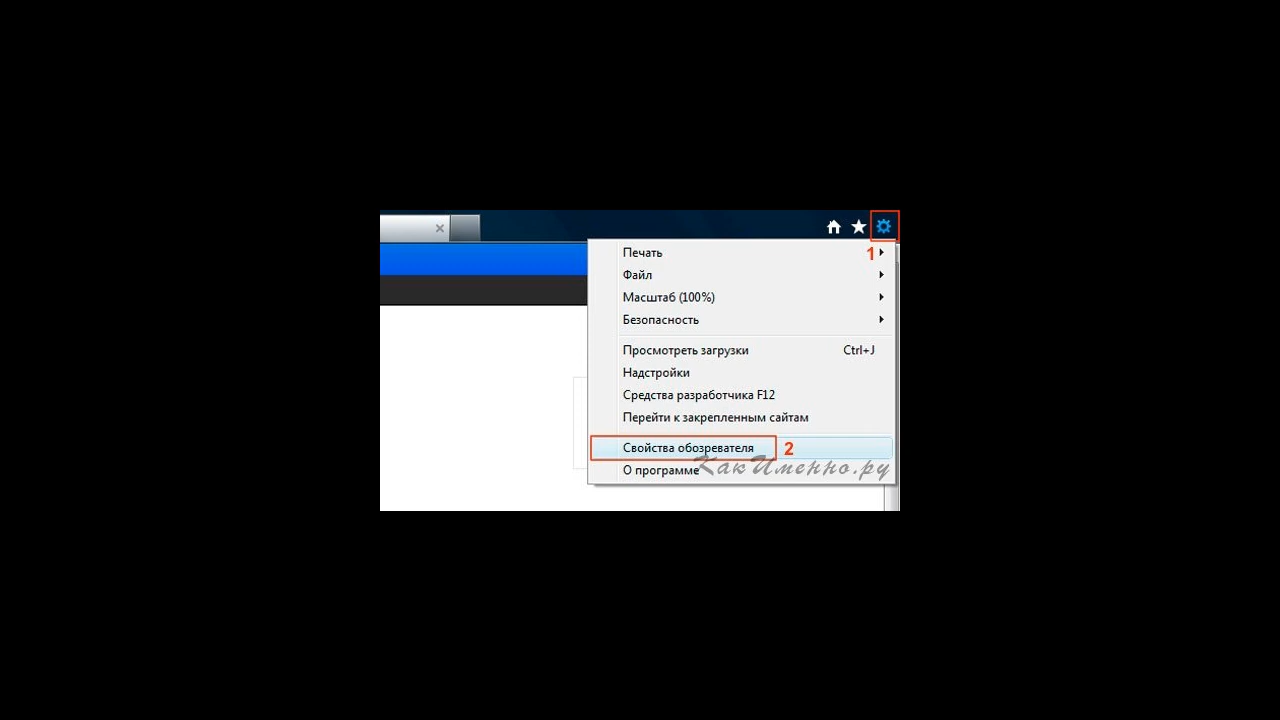 Печать
1
Файл
Масштаб (100%)
Безопасность
Просмотреть загрузки Ctrl+J
Надстройки
Средства разработчика F12
Перейти к закрепленным сайтам
Свойства обозревателя 2
О программе
КакИменно.ру